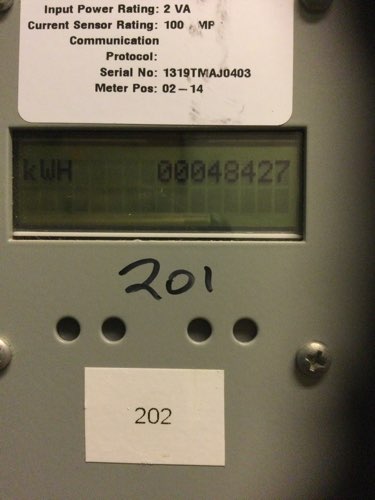 Input Power Rating: 2 VA
Current Sensor Rating: 100 MP
Communication
Protocol:
Serial No: 1319TMAJ0403
Meter Pos: 02-14
kWH 00048427
201
202